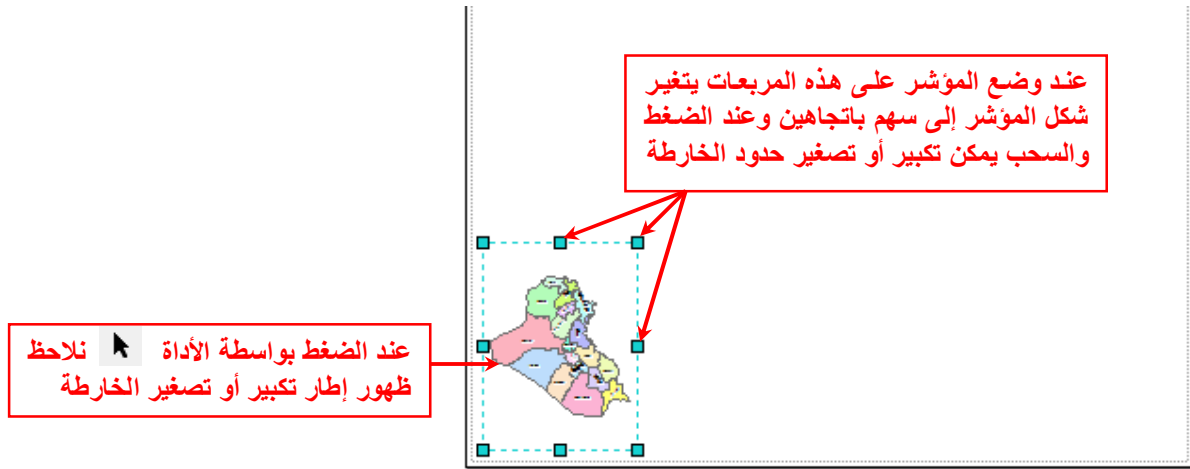 عند وضع المؤشر على هذه المربعات يتغير
شكل المؤشر إلى سهم باتجاهين وعند الضغط
والسحب يمكن تكبير أو تصغير حدود الخارطة
عند الضغط بواسطة الأداة نلاحظ
ظهور إطار تكبير أو تصغير الخارطة